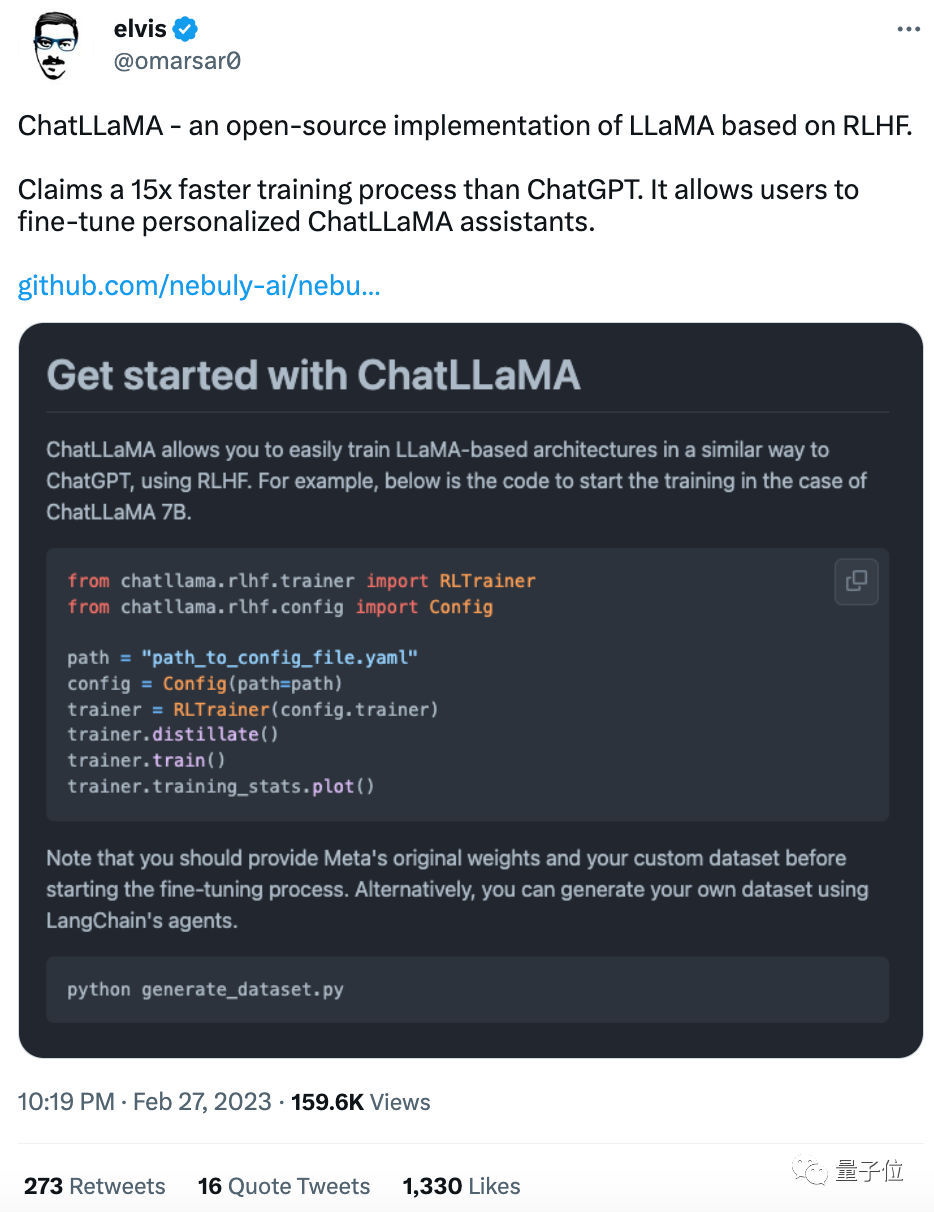 elvis
@omarsar0
ChatLLaMA - an open-source implementation of LLaMA based on RLHF.
Claims a 15x faster training process than ChatGPT. It allows users to
fine-tune personalized ChatLLaMA assistants.
github.com/nebuly-ai/nebu...
Get started with ChatLLaMA
ChatLLaMA allows you to easily train LLaMA-based architectures in a similar way to
ChatGPT, using RLHF. For example, below is the code to start the training in the case of
ChatLLaMA 7B.
from chatllama.rlhf.trainer import RLTrainer
from chatllama.rlhf.config import Config
path = "path_to_config_file.yaml"
config = Config(path=path)
trainer = RLTrainer(config.trainer)
trainer.distillate()
trainer.train()
trainer.training_stats.plot()
Note that you should provide Meta's original weights and your custom dataset before
starting the fine-tuning process. Alternatively, you can generate your own dataset using
LangChain's agents.
python generate_dataset.py
10:19 PM · Feb 27, 2023 · 159.6K Views
273 Retweets 16 Quote Tweets 1,330 Likes
量子位